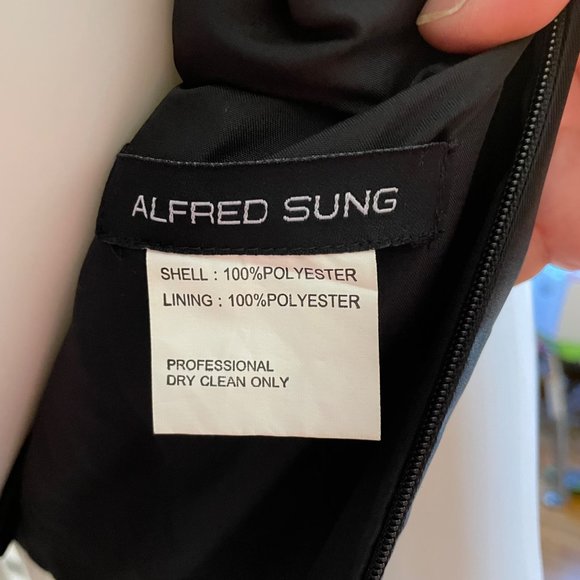 ALFRED SUNG
SHELL : 100%POLYESTER
LINING : 100%POLYESTER
PROFESSIONAL
DRY CLEAN ONLY